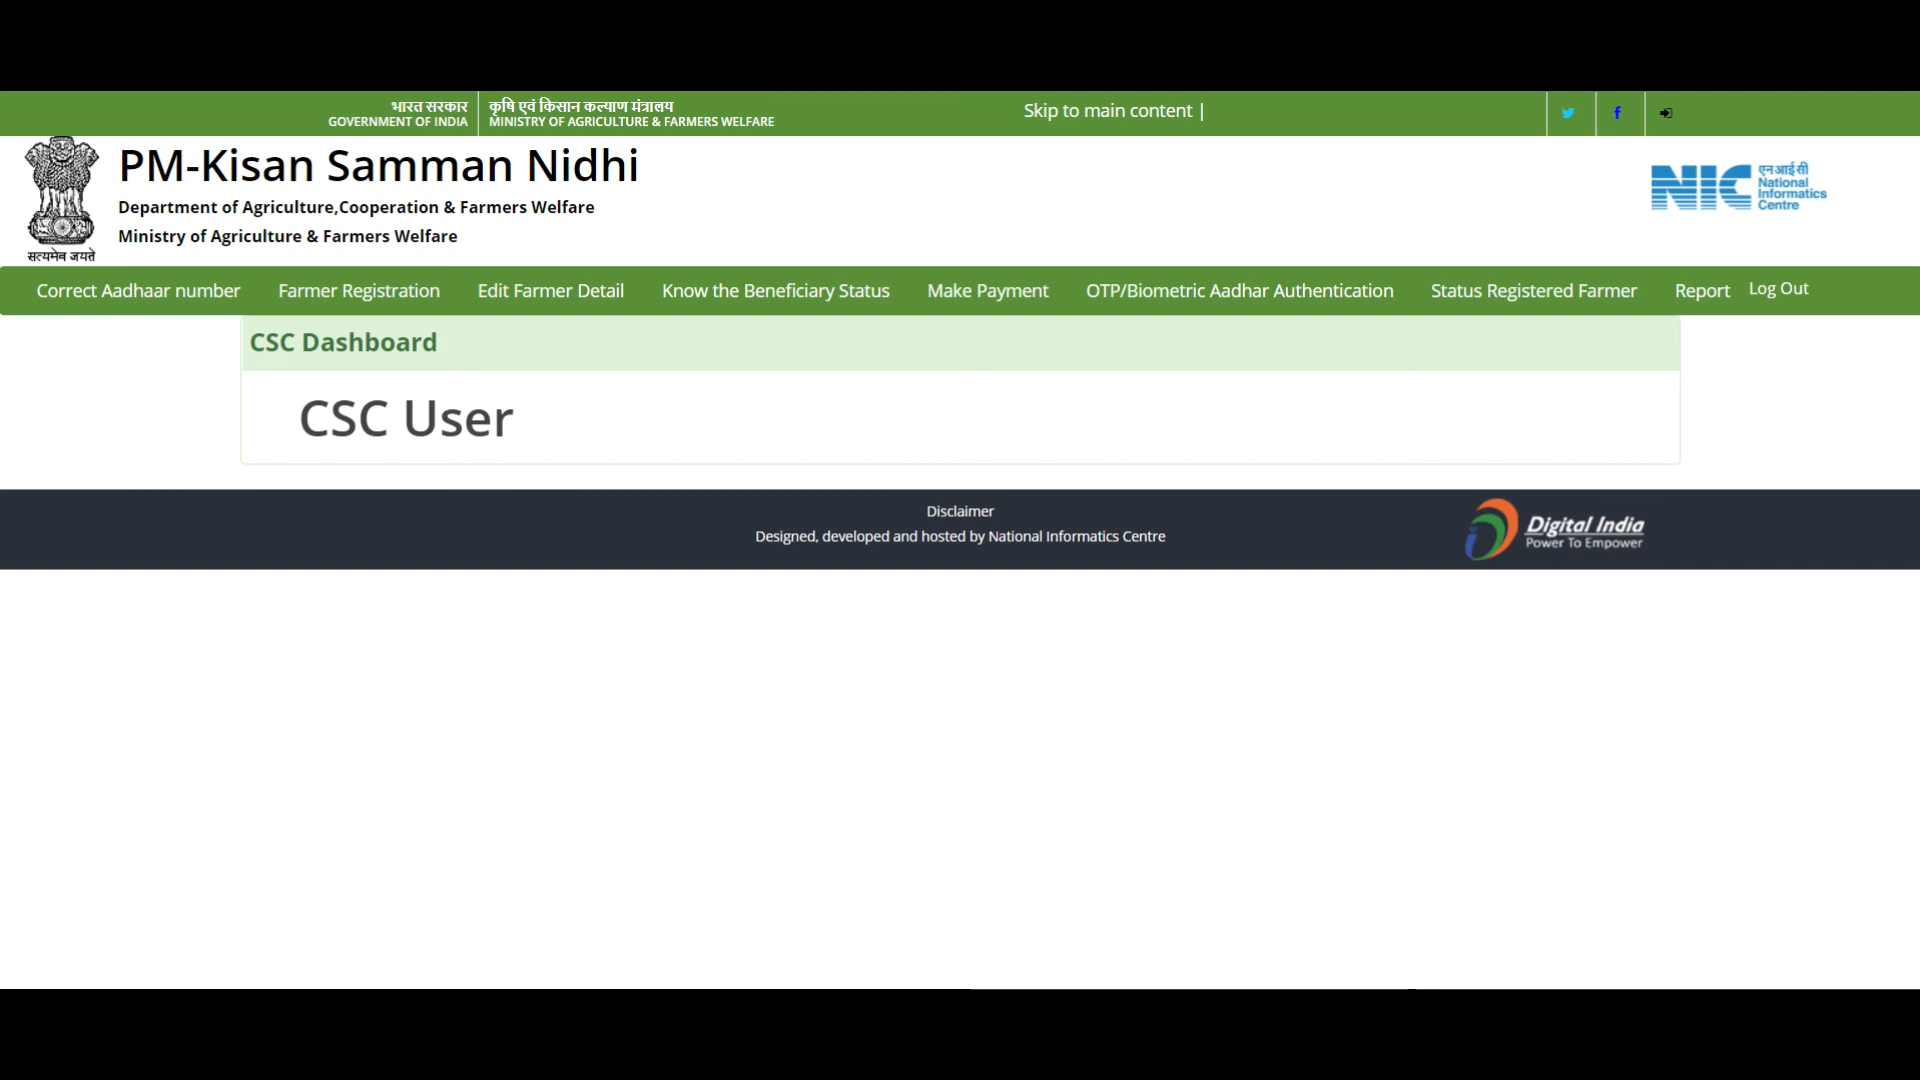 भारत सरकार
GOVERNMENT OF INDIA
कृषि एवं किसान कल्याण मंत्रालय
MINISTRY OF AGRICULTURE & FARMERS WELFARE
Skip to main content |
सत्यमेव जयते
PM-Kisan Samman Nidhi
Department of Agriculture,Cooperation & Farmers Welfare
Ministry of Agriculture & Farmers Welfare
NIC
एनआईसी
National
Informatics
Centre
Correct Aadhaar number
Farmer Registration
Edit Farmer Detail
Know the Beneficiary Status
Make Payment
OTP/Biometric Aadhar Authentication
Status Registered Farmer
Report
Log Out
CSC Dashboard
CSC User
Disclaimer
Designed, developed and hosted by National Informatics Centre
Digital India
Power To Empower